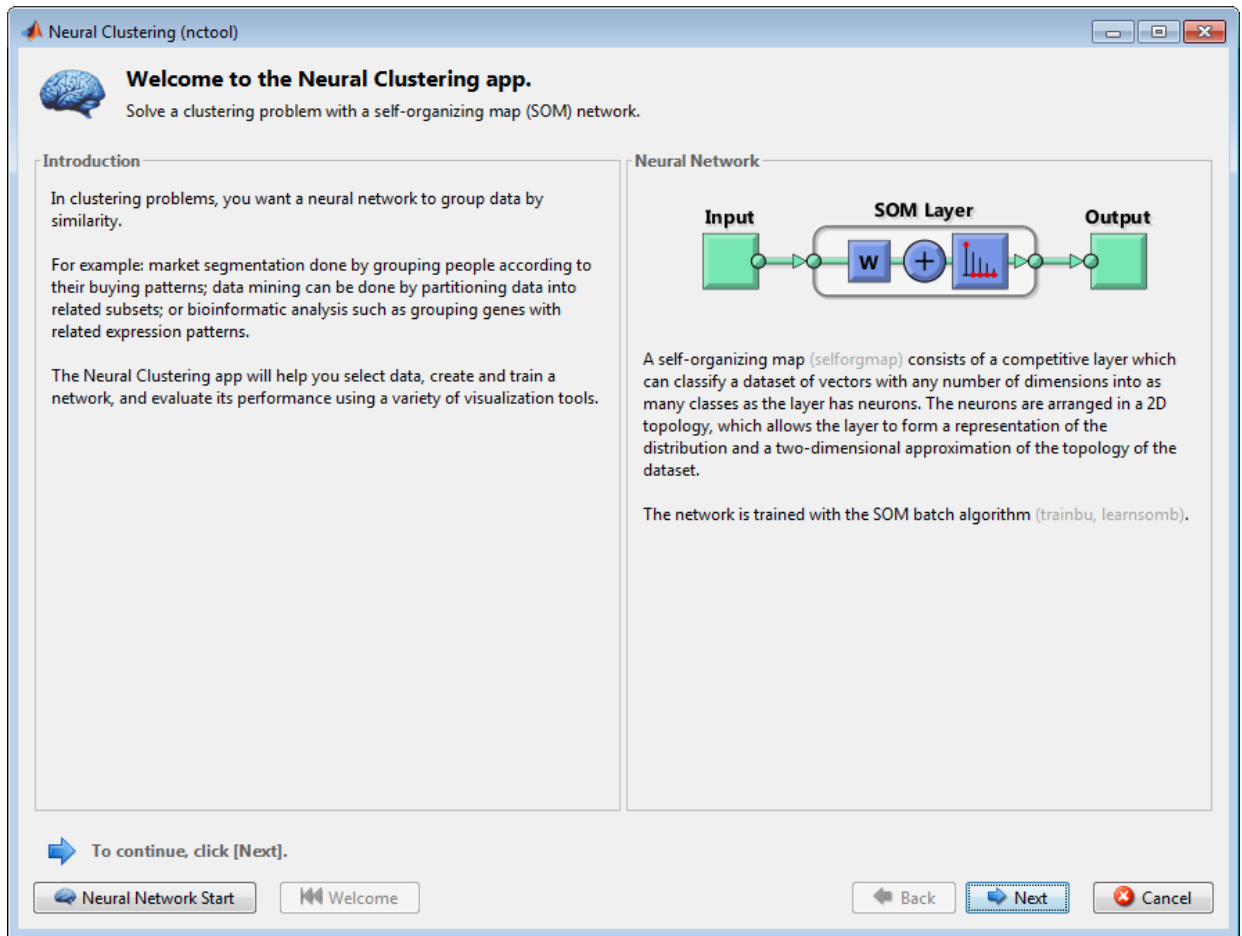 Neural Clustering (nctool)
Welcome to the Neural Clustering app.
Solve a clustering problem with a self-organizing map (SOM) network.
Introduction
In clustering problems, you want a neural network to group data by
similarity.
For example: market segmentation done by grouping people according to
their buying patterns; data mining can be done by partitioning data into
related subsets; or bioinformatic analysis such as grouping genes with
related expression patterns.
The Neural Clustering app will help you select data, create and train a
network, and evaluate its performance using a variety of visualization tools.
Neural Network
Input
SOM Layer
Output
W
+
A self-organizing map (selforgmap) consists of a competitive layer which
can classify a dataset of vectors with any number of dimensions into as
many classes as the layer has neurons. The neurons are arranged in a 2D
topology, which allows the layer to form a representation of the
distribution and a two-dimensional approximation of the topology of the
dataset.
The network is trained with the SOM batch algorithm (trainbu, learnsomb).
To continue, click [Next].
Neural Network Start
Welcome
Back
Next
Cancel